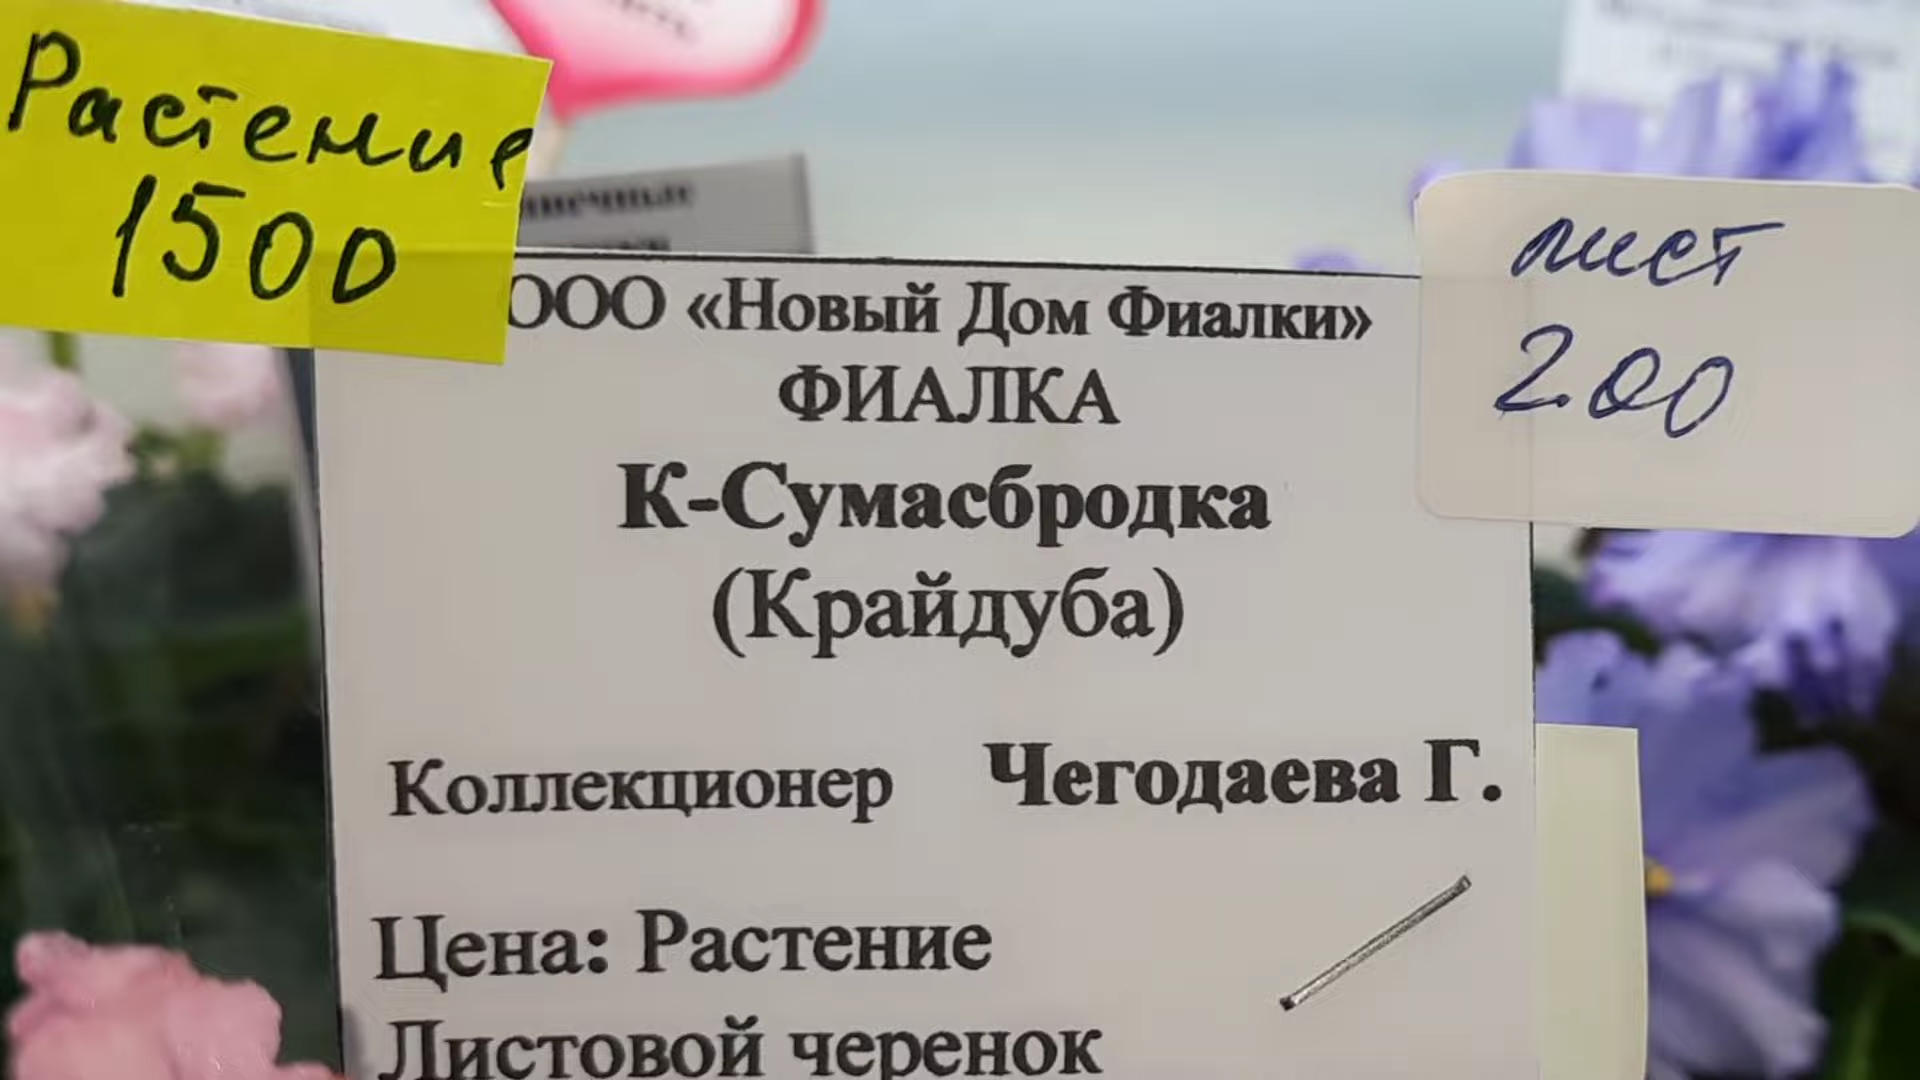 Растение
1500
лист
200
ООО «Новый Дом Фиалки»
ФИАЛКА
К-Сумасбродка
(Крайдуба)
Коллекционер Чегодаева Г.
Цена: Растение
Листовой черенок